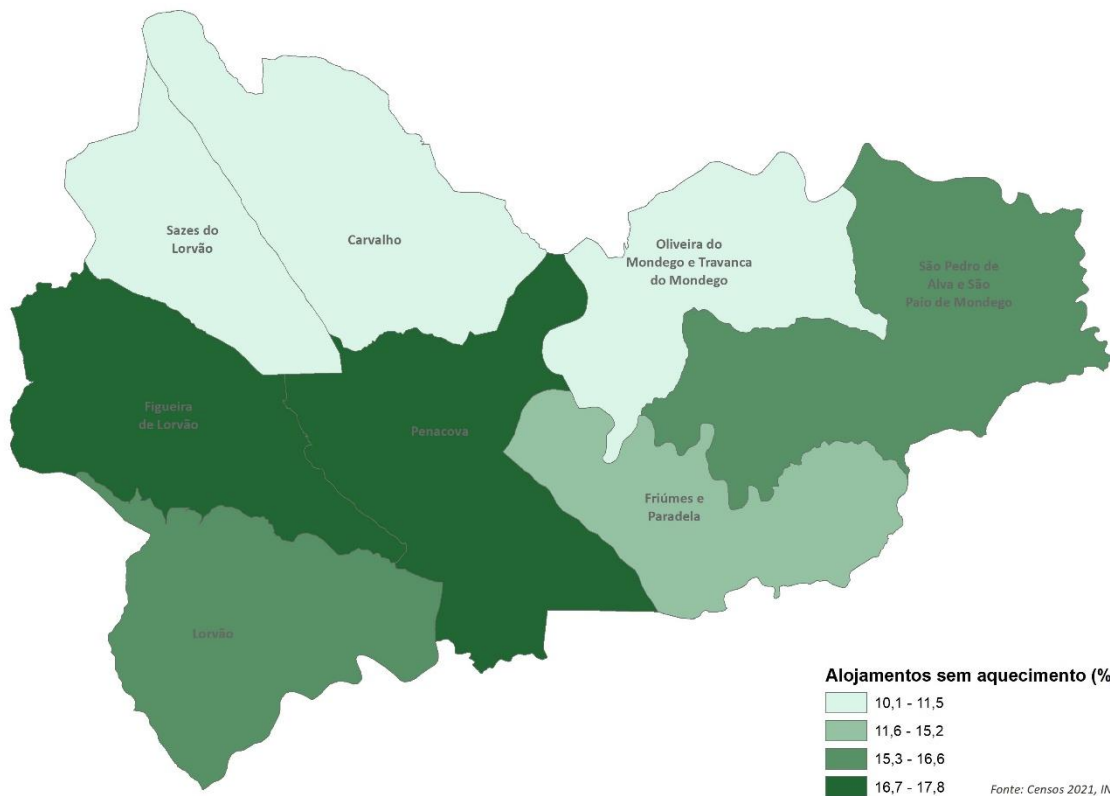 Sazes do
Lorvão
Carvalho
Oliveira do
Mondego e Travanca
do Mondego
São Pedro de
Alva e São
Paio de Mondego
Figueira
de Lorvão
Penacova
Friúmes e
Paradela
Lorvão
Alojamentos sem aquecimento (%
10,1 - 11,5
11,6 - 15,2
15,3 - 16,6
16,7 - 17,8
Fonte: Censos 2021, IN